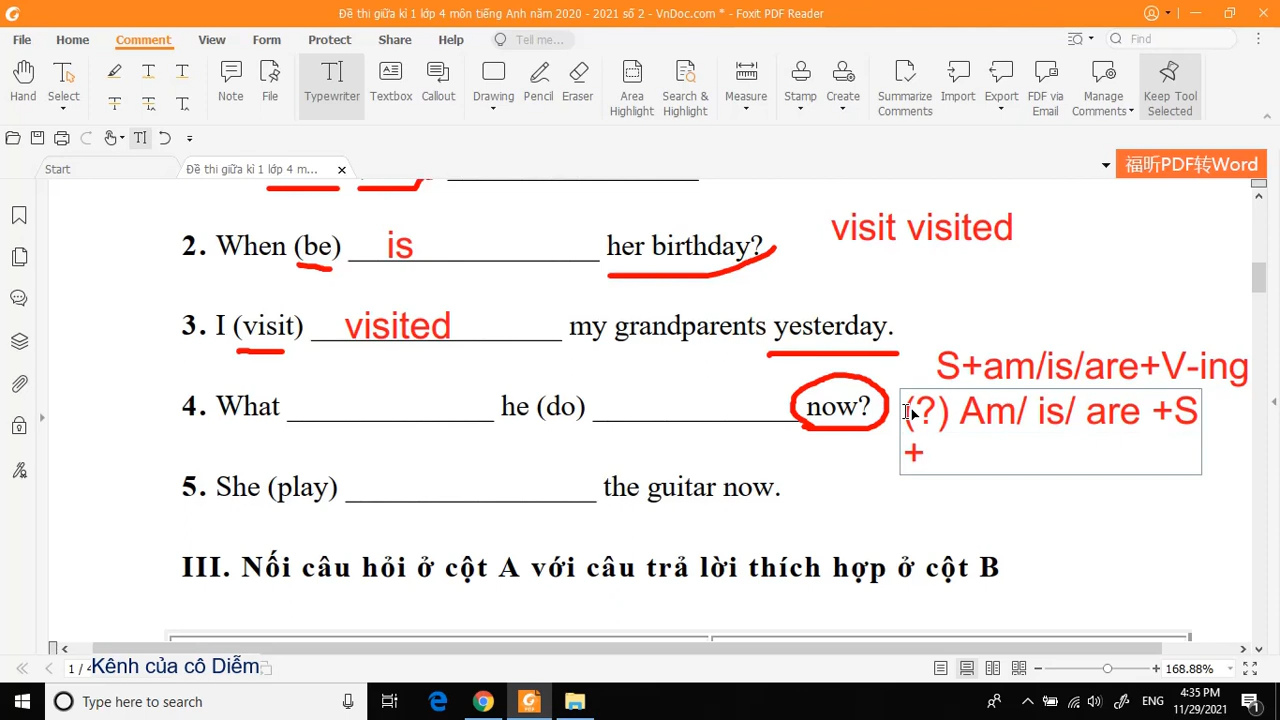 Đề thi giữa kì 1 lớp 4 môn tiếng Anh năm 2020 - 2021 số 2 - VnDoc.com * - Foxit PDF Reader
File Home Comment View Form Protect Share Help Tell me... Find
Hand Select Note File Typewriter Textbox Callout Drawing Pencil Eraser Area Highlight Search & Highlight Measure Stamp Create Summarize Comments Import Export PDF via Email Manage Comments Keep Tool Selected
Start Đề thi giữa kì 1 lớp 4 m... 福昕PDF转Word
2. When (be) is her birthday? visit visited
3. I (visit) visited my grandparents yesterday.
S+am/is/are+V-ing
4. What he (do) now? (?) Am/ is/ are +S
+
5. She (play) the guitar now.
III. Nối câu hỏi ở cột A với câu trả lời thích hợp ở cột B
1 / 4 Kênh của cô Diễm 168.88%
Type here to search ENG 4:35 PM
11/29/2021